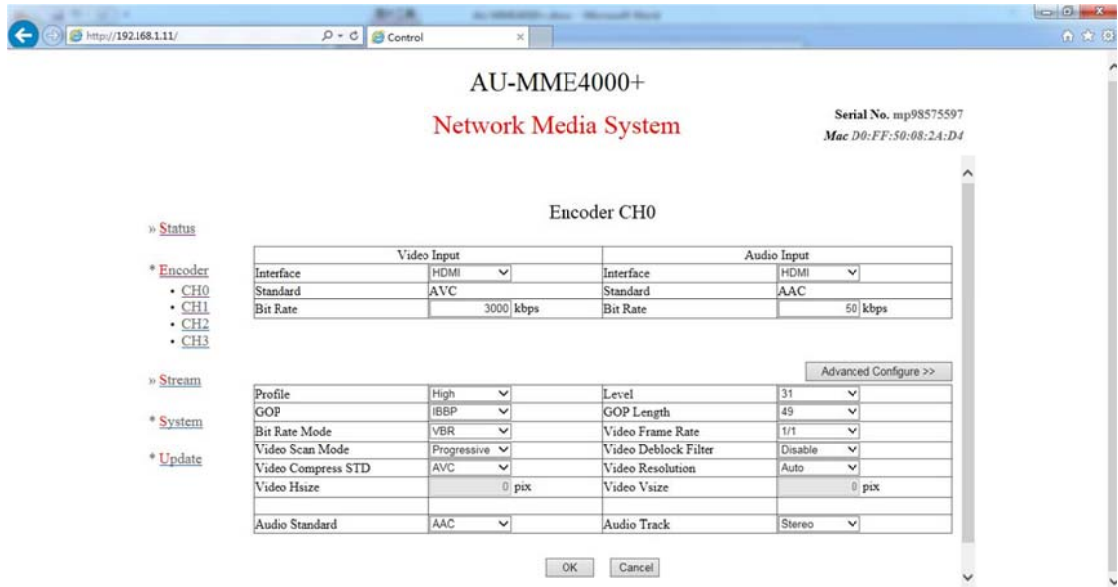 http://192.168.1.11/
Control
AU-MME4000+
Network Media System
Serial No. mp98575597
Mac D0:FF:50:08:2A:D4
Encoder CH0
» Status
* Encoder
• CH0
• CH1
• CH2
• CH3
» Stream
* System
* Update
Video Input Audio Input
Interface HDMI Interface HDMI
Standard AVC Standard AAC
Bit Rate 3000 kbps Bit Rate 50 kbps
Advanced Configure >>
Profile High Level 31
GOP IBBP GOP Length 49
Bit Rate Mode VBR Video Frame Rate 1/1
Video Scan Mode Progressive Video Deblock Filter Disable
Video Compress STD AVC Video Resolution Auto
Video Hsize 0 pix Video Vsize 0 pix
Audio Standard AAC Audio Track Stereo
OK Cancel